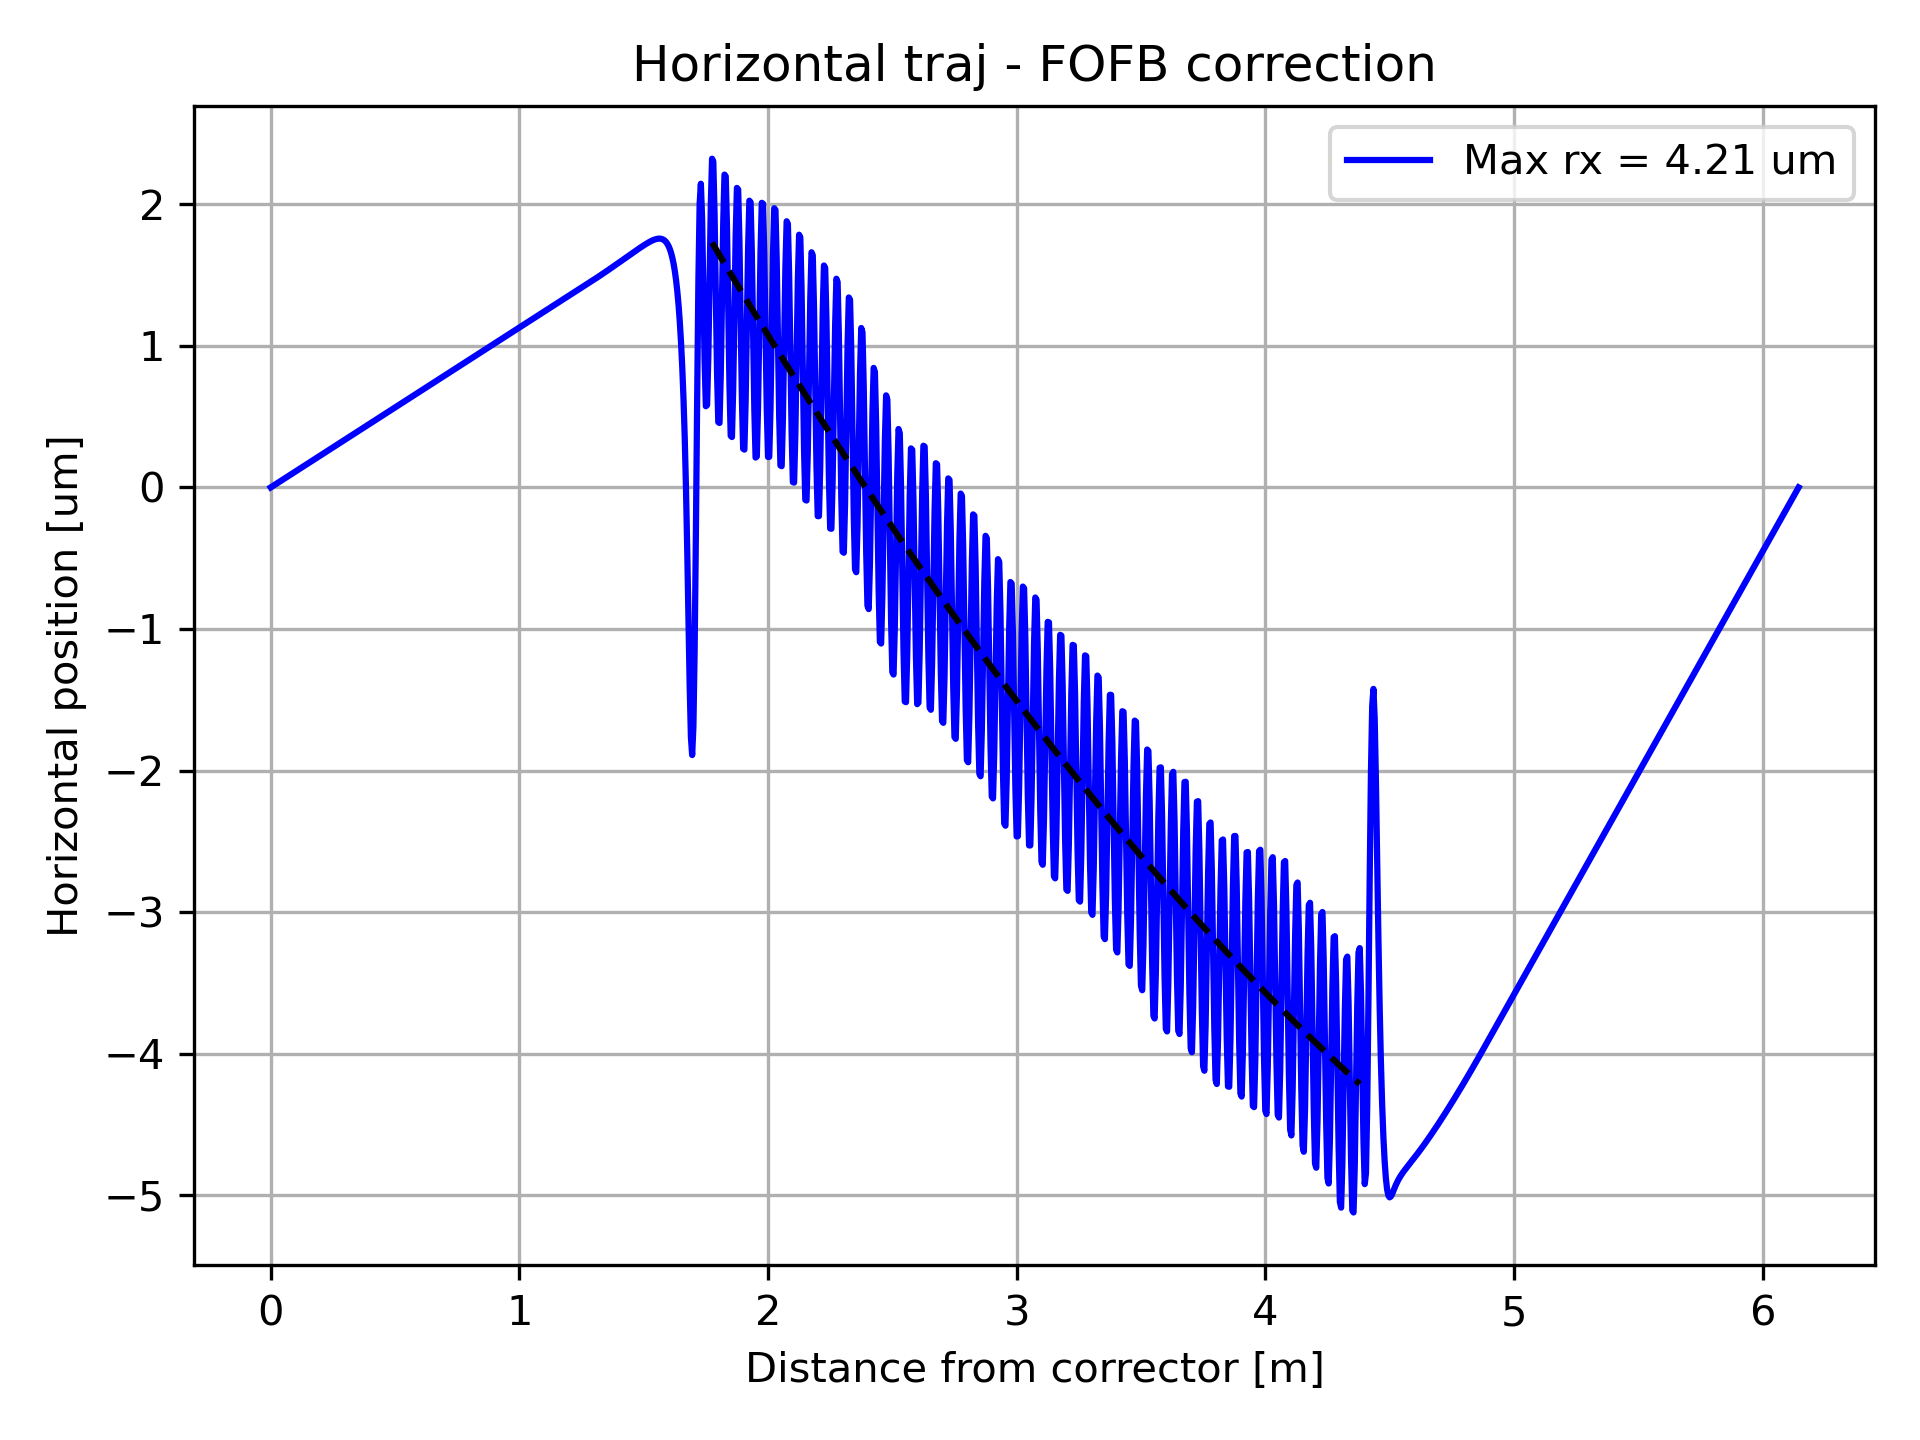 Horizontal traj - FOFB correction
Max rx = 4.21 um
Horizontal position [um]
2
1
0
−1
−2
−3
−4
−5
0 1 2 3 4 5 6
Distance from corrector [m]